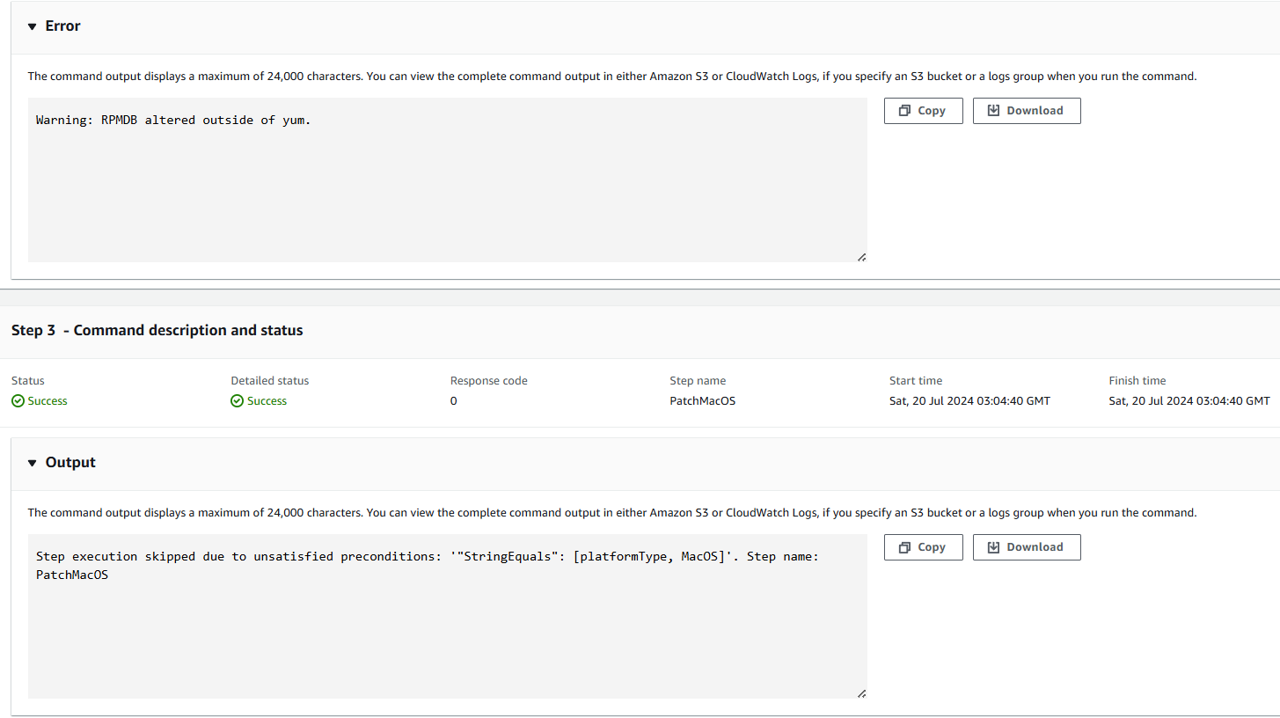 Error
The command output displays a maximum of 24,000 characters. You can view the complete command output in either Amazon S3 or CloudWatch Logs, if you specify an S3 bucket or a logs group when you run the command.
Warning: RPMDB altered outside of yum.
Copy
Download
Step 3 - Command description and status
Status Detailed status Response code Step name Start time Finish time
Success Success 0 PatchMacOS Sat, 20 Jul 2024 03:04:40 GMT Sat, 20 Jul 2024 03:04:40 GMT
Output
The command output displays a maximum of 24,000 characters. You can view the complete command output in either Amazon S3 or CloudWatch Logs, if you specify an S3 bucket or a logs group when you run the command.
Step execution skipped due to unsatisfied preconditions: '"StringEquals": [platformType, MacOS]'. Step name:
PatchMacOS
Copy
Download